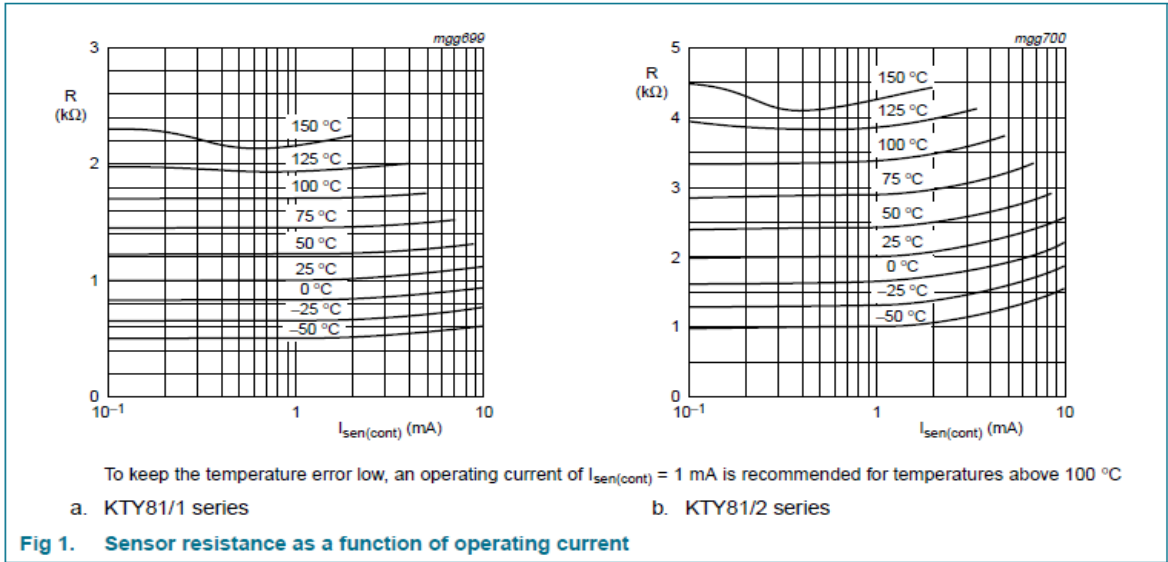 mgg699
3
R
(kΩ)
150 °C
2
125 °C
100 °C
75 °C
50 °C
25 °C
1
0 °C
–25 °C
–50 °C
0
10⁻¹
1
10
Isen(cont) (mA)
mgg700
5
R
(kΩ)
150 °C
4
125 °C
100 °C
3
75 °C
50 °C
25 °C
2
0 °C
–25 °C
–50 °C
1
0
10⁻¹
1
10
Isen(cont) (mA)
To keep the temperature error low, an operating current of Isen(cont) = 1 mA is recommended for temperatures above 100 °C
a. KTY81/1 series
b. KTY81/2 series
Fig 1. Sensor resistance as a function of operating current